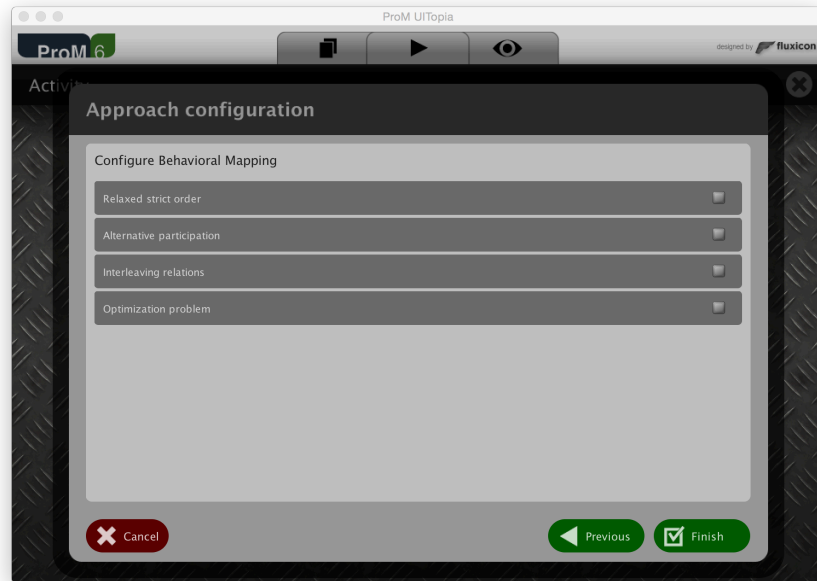 ProM UITopia
ProM 6
designed by fluxicon
Approach configuration
Configure Behavioral Mapping
Relaxed strict order
Alternative participation
Interleaving relations
Optimization problem
Cancel
Previous
Finish